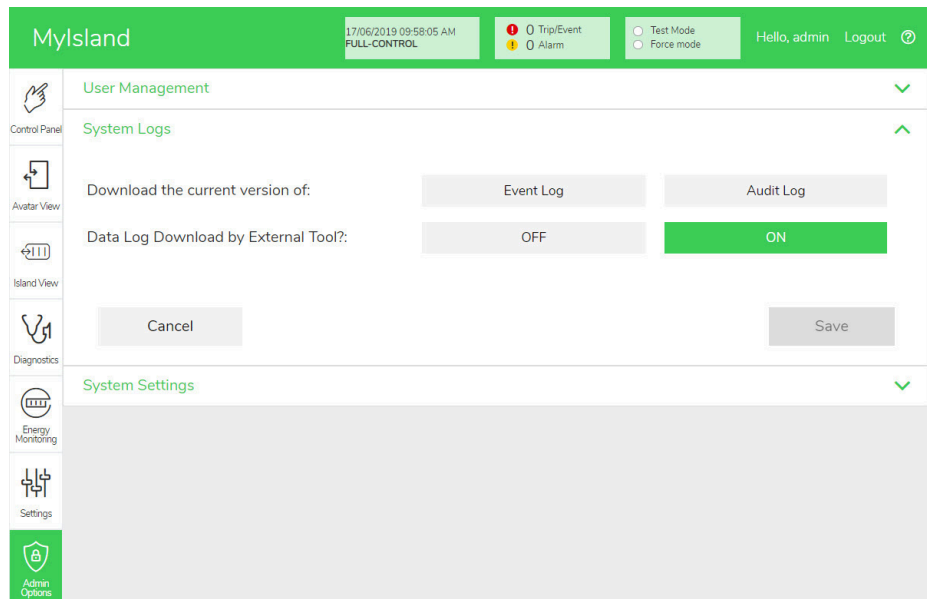 MyIsland
17/06/2019 09:58:05 AM
FULL-CONTROL
! 0 Trip/Event
! 0 Alarm
Test Mode
Force mode
Hello, admin Logout ?
Control Panel
Avatar View
Island View
Diagnostics
Energy
Monitoring
Settings
Admin
Options
User Management
System Logs
Download the current version of: Event Log Audit Log
Data Log Download by External Tool?: OFF ON
Cancel Save
System Settings